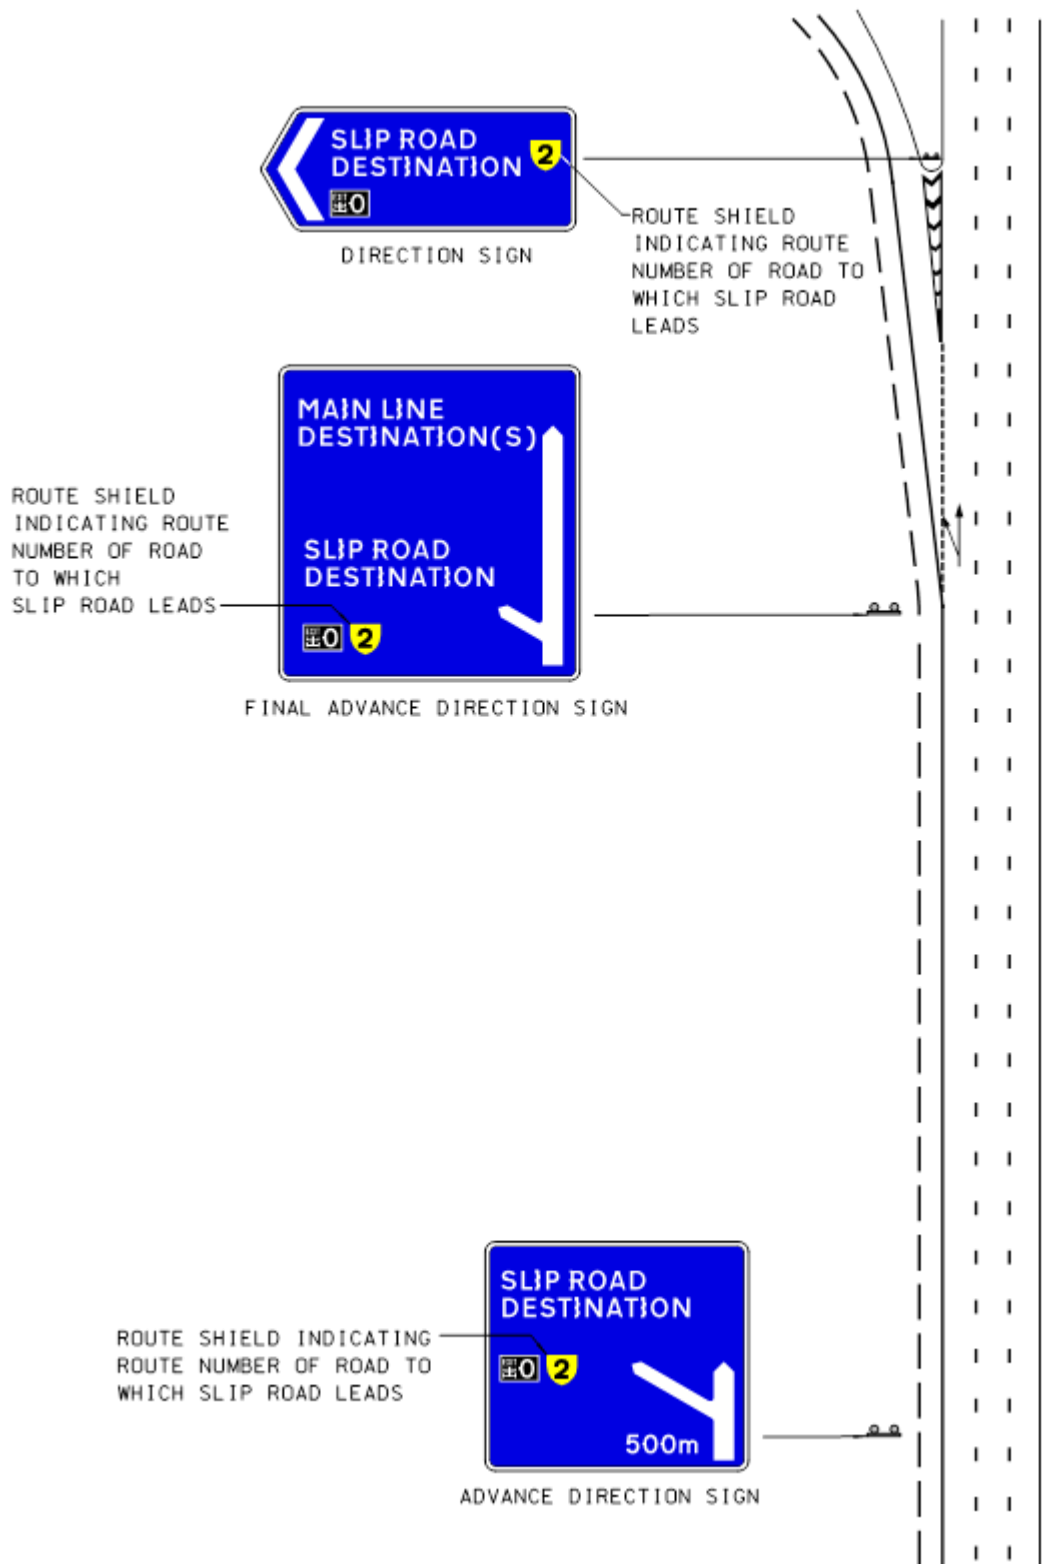 SLIP ROAD
DESTINATION
2
0
DIRECTION SIGN
ROUTE SHIELD
INDICATING ROUTE
NUMBER OF ROAD TO
WHICH SLIP ROAD
LEADS
MAIN LINE
DESTINATION(S)
SLIP ROAD
DESTINATION
0
2
ROUTE SHIELD
INDICATING ROUTE
NUMBER OF ROAD
TO WHICH
SLIP ROAD LEADS
FINAL ADVANCE DIRECTION SIGN
SLIP ROAD
DESTINATION
0
2
500m
ROUTE SHIELD INDICATING
ROUTE NUMBER OF ROAD TO
WHICH SLIP ROAD LEADS
ADVANCE DIRECTION SIGN